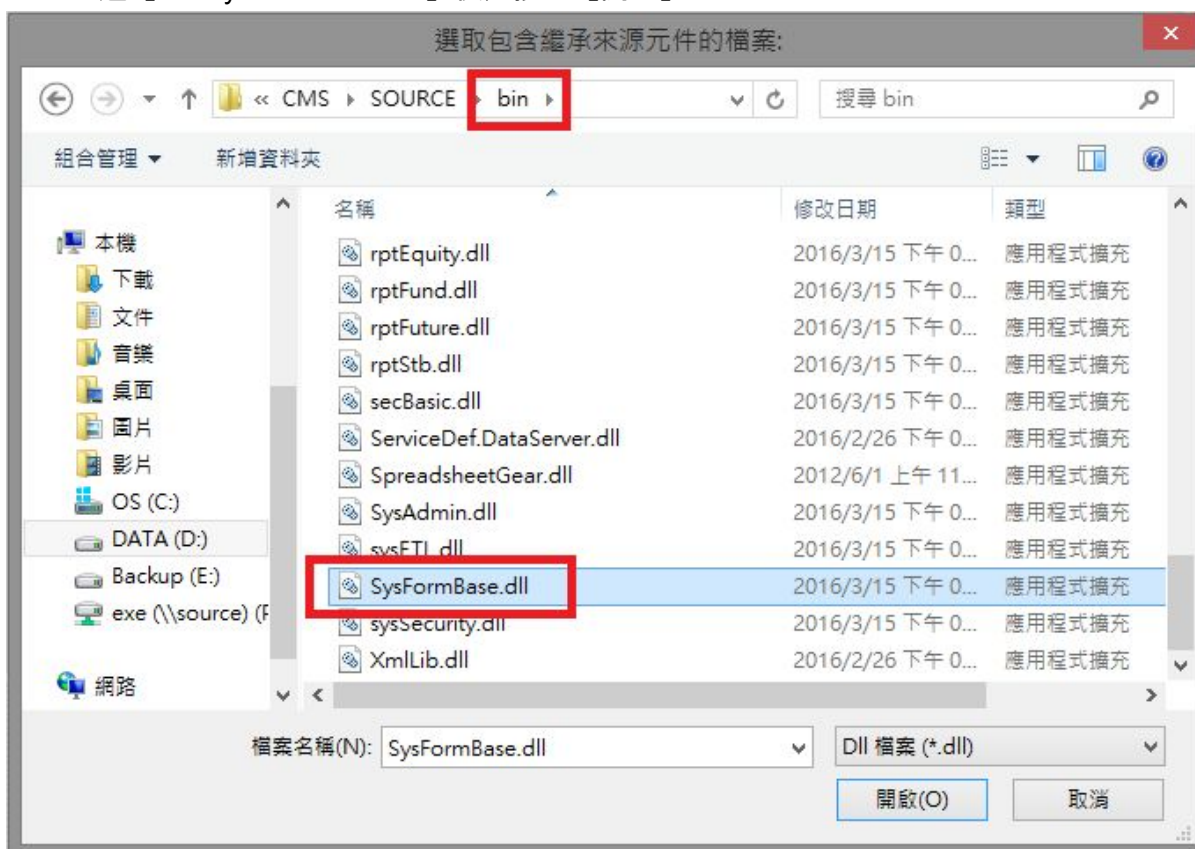 選取包含繼承來源元件的檔案:
« CMS SOURCE bin
搜尋 bin
組合管理 新增資料夾
名稱 修改日期 類型
本機
下載
文件
音樂
桌面
圖片
影片
OS (C:)
DATA (D:)
Backup (E:)
exe (\\source) (F
網路
rptEquity.dll 2016/3/15 下午 0... 應用程式擴充
rptFund.dll 2016/3/15 下午 0... 應用程式擴充
rptFuture.dll 2016/3/15 下午 0... 應用程式擴充
rptStb.dll 2016/3/15 下午 0... 應用程式擴充
secBasic.dll 2016/3/15 下午 0... 應用程式擴充
ServiceDef.DataServer.dll 2016/2/26 下午 0... 應用程式擴充
SpreadsheetGear.dll 2012/6/1 上午 11... 應用程式擴充
SysAdmin.dll 2016/3/15 下午 0... 應用程式擴充
sysETL.dll 2016/3/15 下午 0... 應用程式擴充
SysFormBase.dll 2016/3/15 下午 0... 應用程式擴充
sysSecurity.dll 2016/3/15 下午 0... 應用程式擴充
XmlLib.dll 2016/2/26 下午 0... 應用程式擴充
檔案名稱(N): SysFormBase.dll Dll 檔案 (*.dll)
開啟(O) 取消